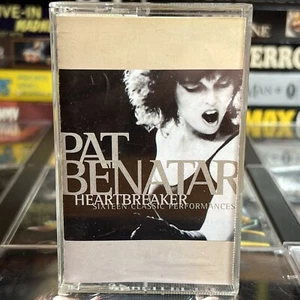 PAT
BENATAR
HEARTBREAKER
SIXTEEN CLASSIC PERFORMANCES